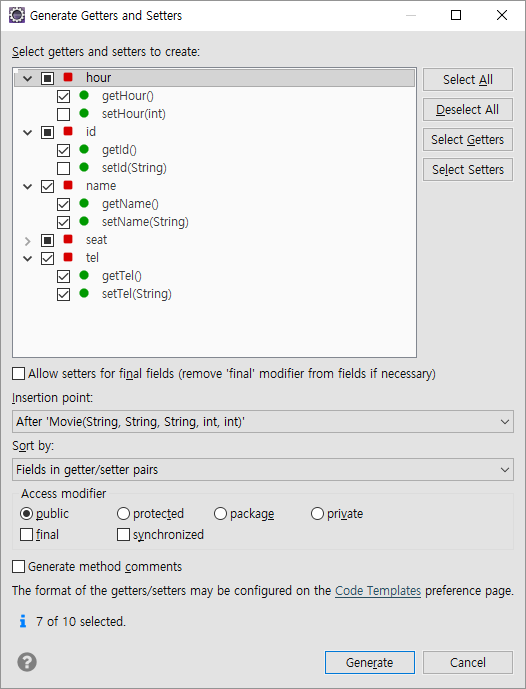 Generate Getters and Setters
Select getters and setters to create:
hour
getHour()
setHour(int)
id
getId()
setId(String)
name
getName()
setName(String)
seat
tel
getTel()
setTel(String)
Select All
Deselect All
Select Getters
Select Setters
Allow setters for final fields (remove 'final' modifier from fields if necessary)
Insertion point:
After 'Movie(String, String, String, int, int)'
Sort by:
Fields in getter/setter pairs
Access modifier
public protected package private
final synchronized
Generate method comments
The format of the getters/setters may be configured on the Code Templates preference page.
7 of 10 selected.
Generate Cancel